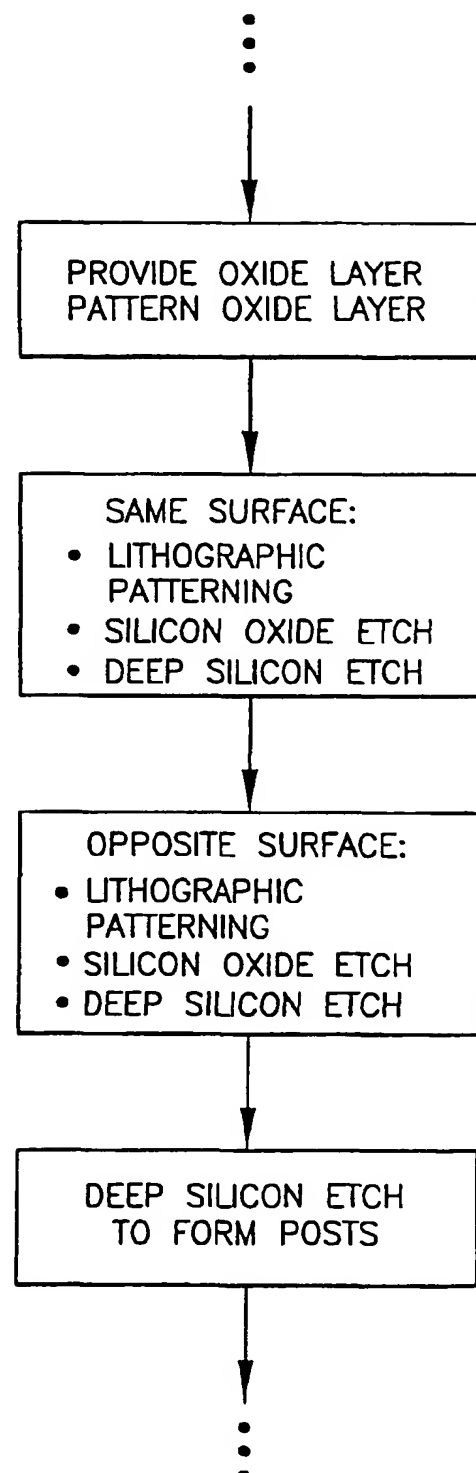 PROVIDE OXIDE LAYER
PATTERN OXIDE LAYER
SAME SURFACE:
• LITHOGRAPHIC
PATTERNING
• SILICON OXIDE ETCH
• DEEP SILICON ETCH
OPPOSITE SURFACE:
• LITHOGRAPHIC
PATTERNING
• SILICON OXIDE ETCH
• DEEP SILICON ETCH
DEEP SILICON ETCH
TO FORM POSTS